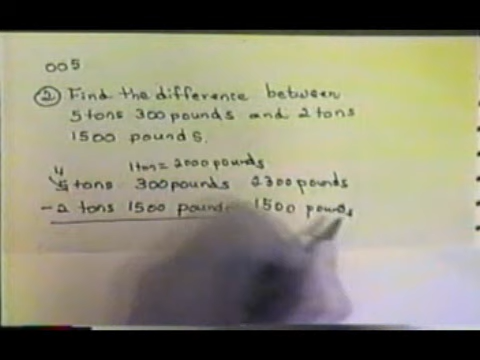 005
② Find the difference between
5 tons 300 pounds and 2 tons
1500 pounds.
1 ton = 2000 pounds
4
5 tons 300 pounds 2300 pounds
- 2 tons 1500 pounds 1500 pounds